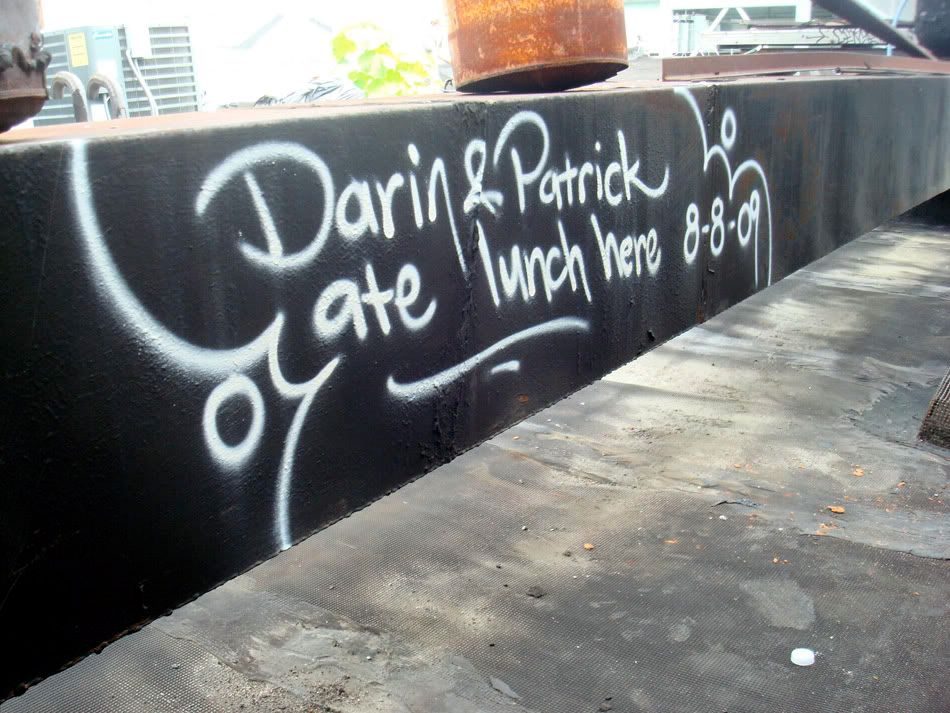 Darin & Patrick
ate lunch here 8-8-09